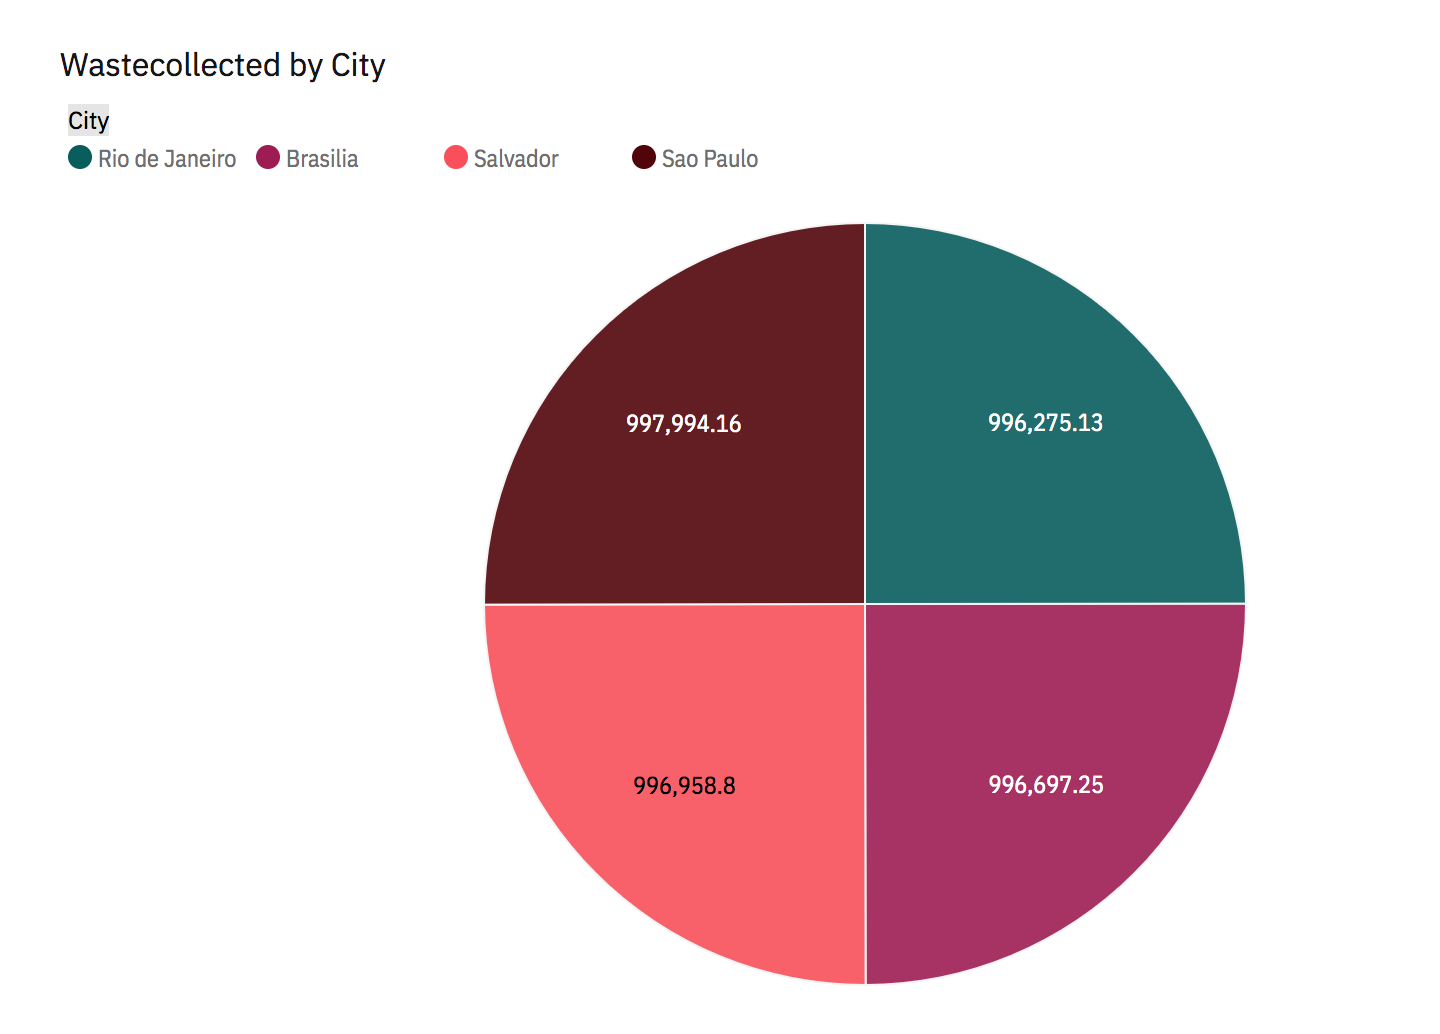 Wastecollected by City
City
Rio de Janeiro Brasilia Salvador Sao Paulo
997,994.16 996,275.13
996,958.8 996,697.25